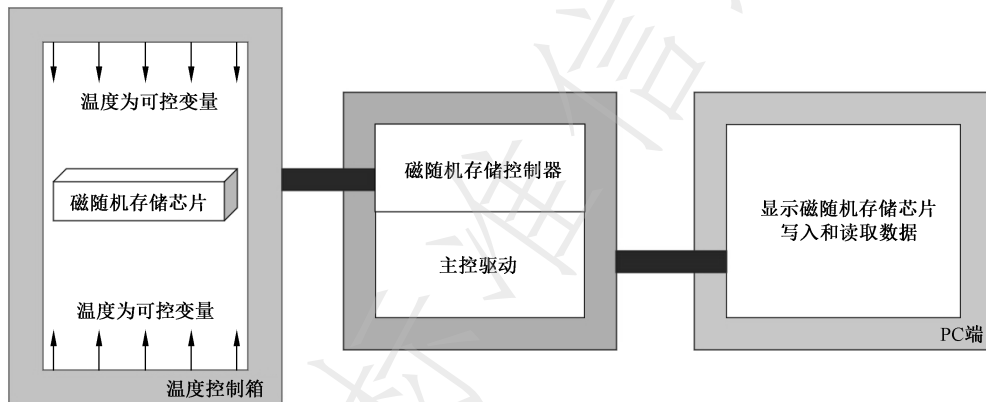 温度为可控变量
磁随机存储芯片
温度为可控变量
温度控制箱
磁随机存储控制器
主控驱动
显示磁随机存储芯片
写入和读取数据
PC端